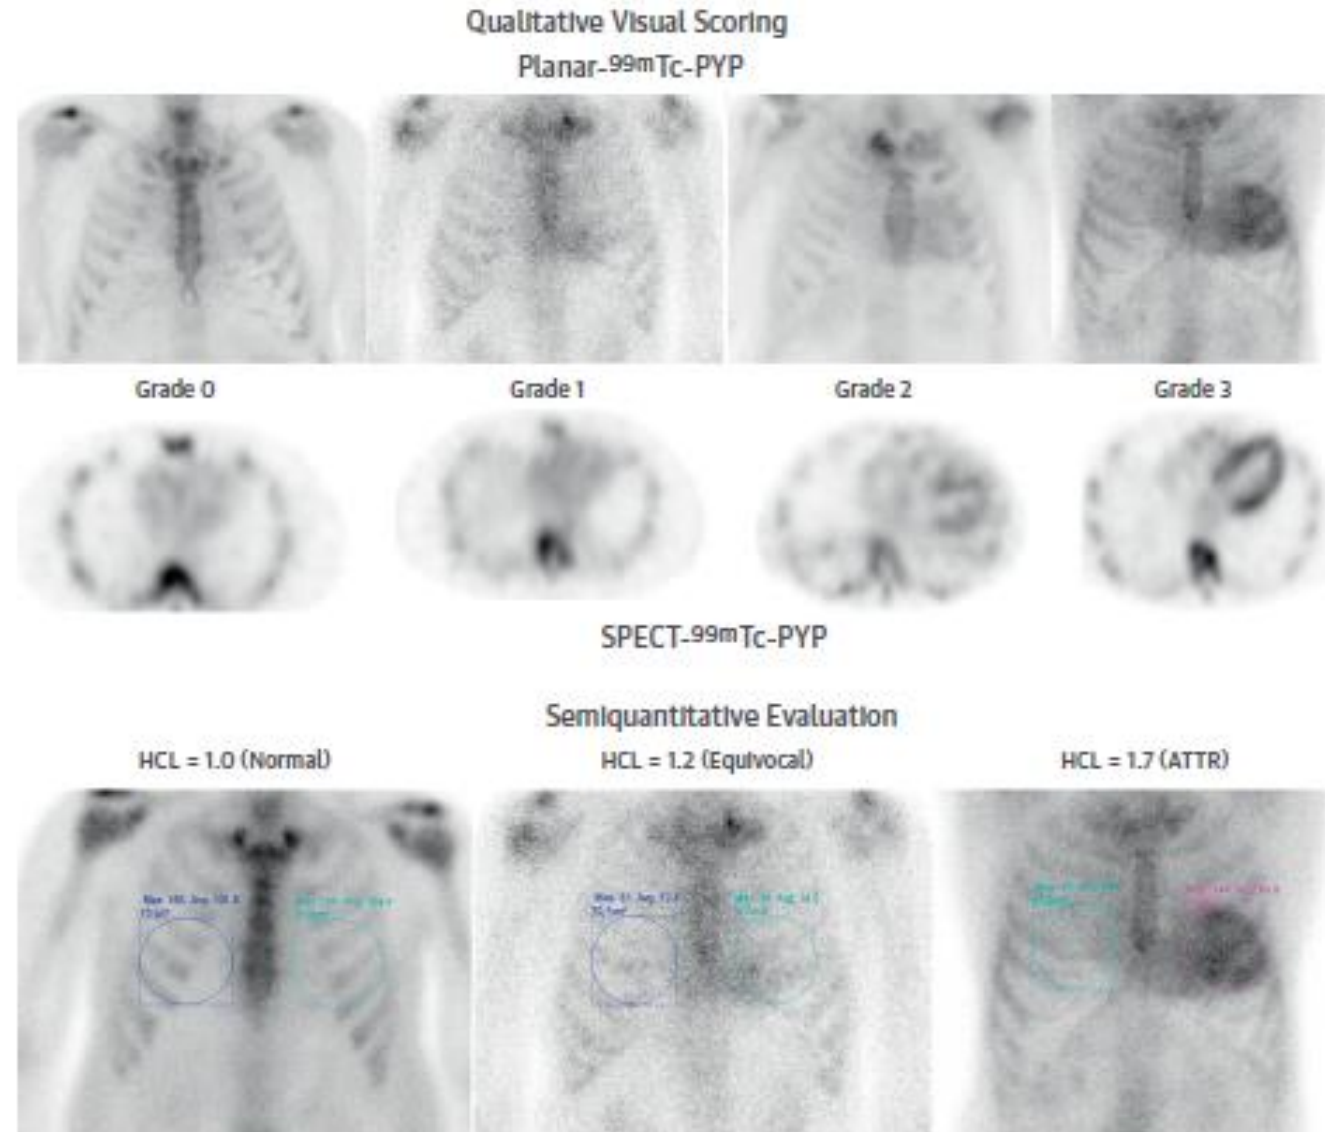 Qualitative Visual Scoring
Planar-99mTc-PYP
Grade 0
Grade 1
Grade 2
Grade 3
SPECT-99mTc-PYP
Semiquantitative Evaluation
HCL = 1.0 (Normal)
HCL = 1.2 (Equivocal)
HCL = 1.7 (ATTR)